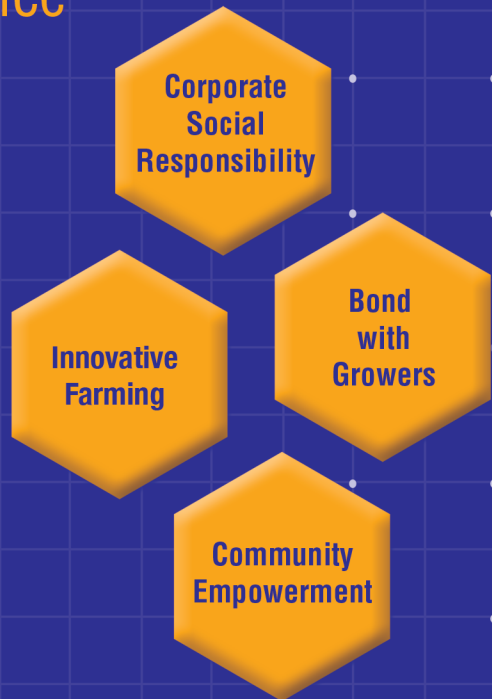 Corporate
Social
Responsibility
Bond
with
Growers
Innovative
Farming
Community
Empowerment